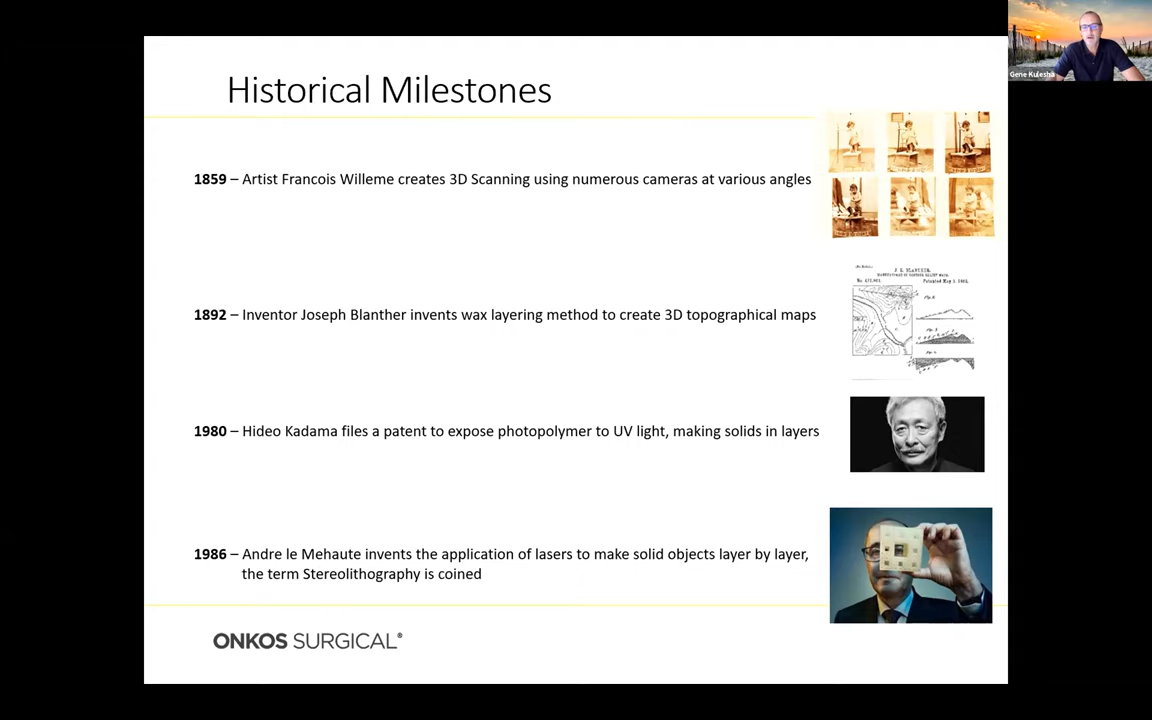 Historical Milestones
Gene Kulesha
1859 – Artist Francois Willeme creates 3D Scanning using numerous cameras at various angles
J. E. BLANTHER.
1892 – Inventor Joseph Blanther invents wax layering method to create 3D topographical maps
1980 – Hideo Kadama files a patent to expose photopolymer to UV light, making solids in layers
1986 – Andre le Mehaute invents the application of lasers to make solid objects layer by layer,
the term Stereolithography is coined
ONKOS SURGICAL®